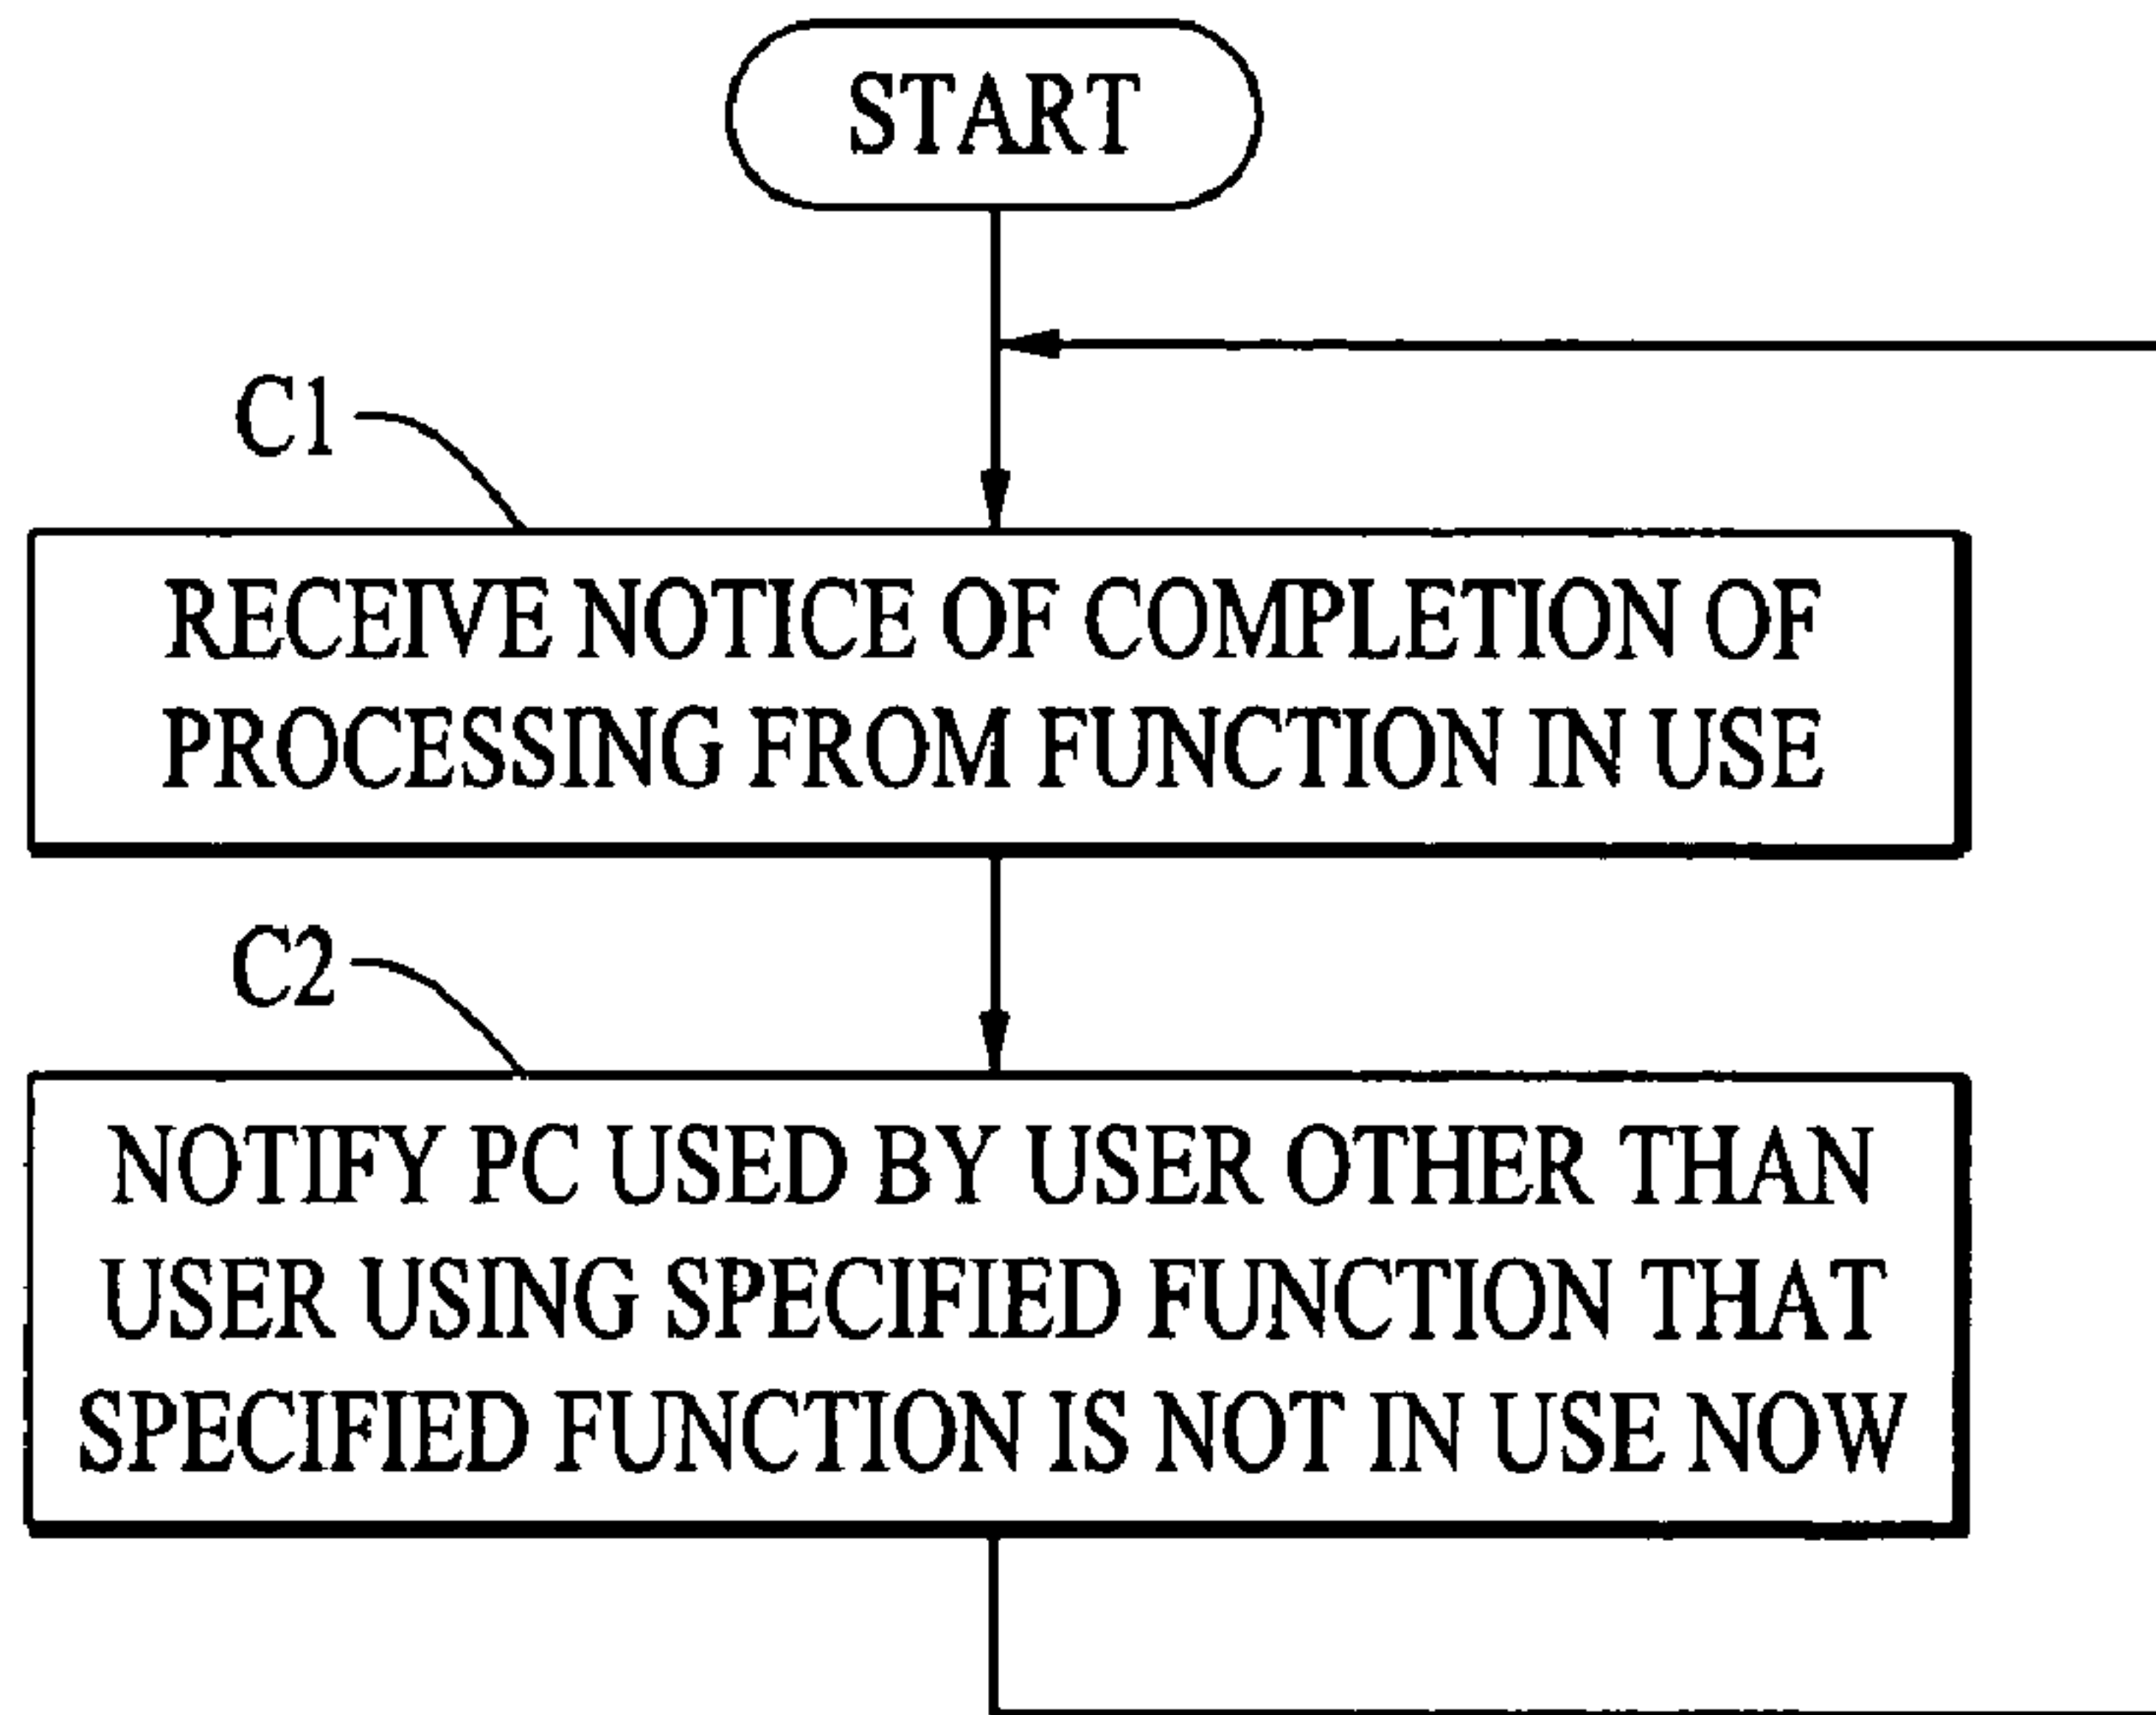 START
C1
RECEIVE NOTICE OF COMPLETION OF
PROCESSING FROM FUNCTION IN USE
C2
NOTIFY PC USED BY USER OTHER THAN
USER USING SPECIFIED FUNCTION THAT
SPECIFIED FUNCTION IS NOT IN USE NOW